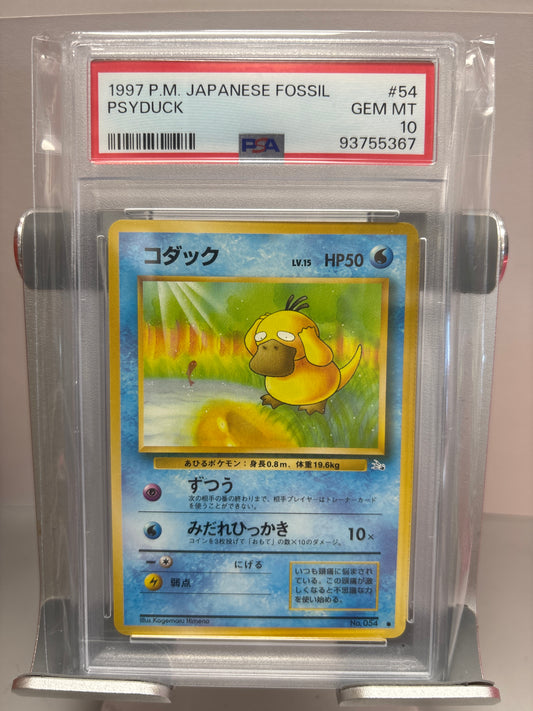 1997 P.M. JAPANESE FOSSIL #54
PSYDUCK GEM MT
10
PSA 93755367
コダック LV.15 HP50
あひるポケモン:身長0.8m、体重19.6kg
ずつう
次の相手の番の終わりまで、相手プレイヤーはトレーナーカード
を使うことができない。
みだれひっかき 10×
コインを3枚投げて「おもて」の数×10のダメージ。
にげる
弱点
いつも頭痛に悩まされ
ている。この頭痛が激
しくなると不思議な力
を使い始める。
Illus Kagemaru Himeno No.054